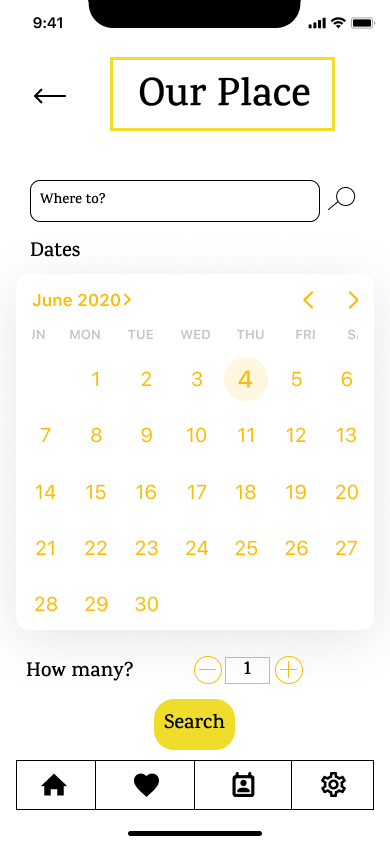 9:41
Our Place
Where to?
Dates
June 2020
MON TUE WED THU FRI
1 2 3 4 5 6
7 8 9 10 11 12 13
14 15 16 17 18 19 20
21 22 23 24 25 26 27
28 29 30
How many? 1
Search